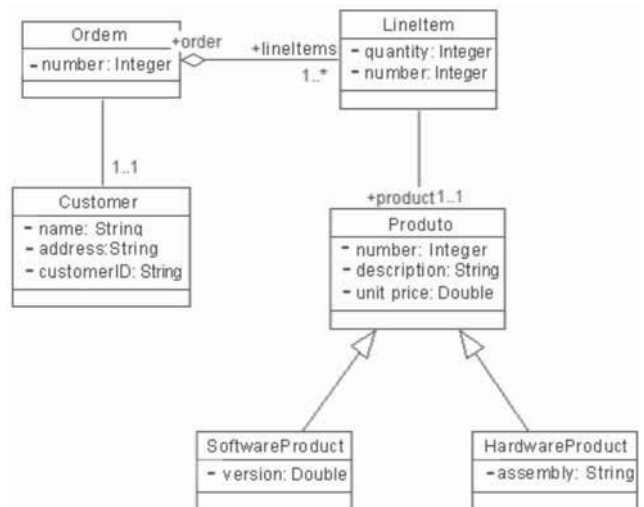 Ordem
- number: Integer
+order
+lineItems
1..*
LineItem
- quantity: Integer
- number: Integer
1..1
Customer
- name: String
- address:String
- customerID: String
+product 1..1
Produto
- number: Integer
- description: String
- unit price: Double
SoftwareProduct
- version: Double
HardwareProduct
-assembly: String